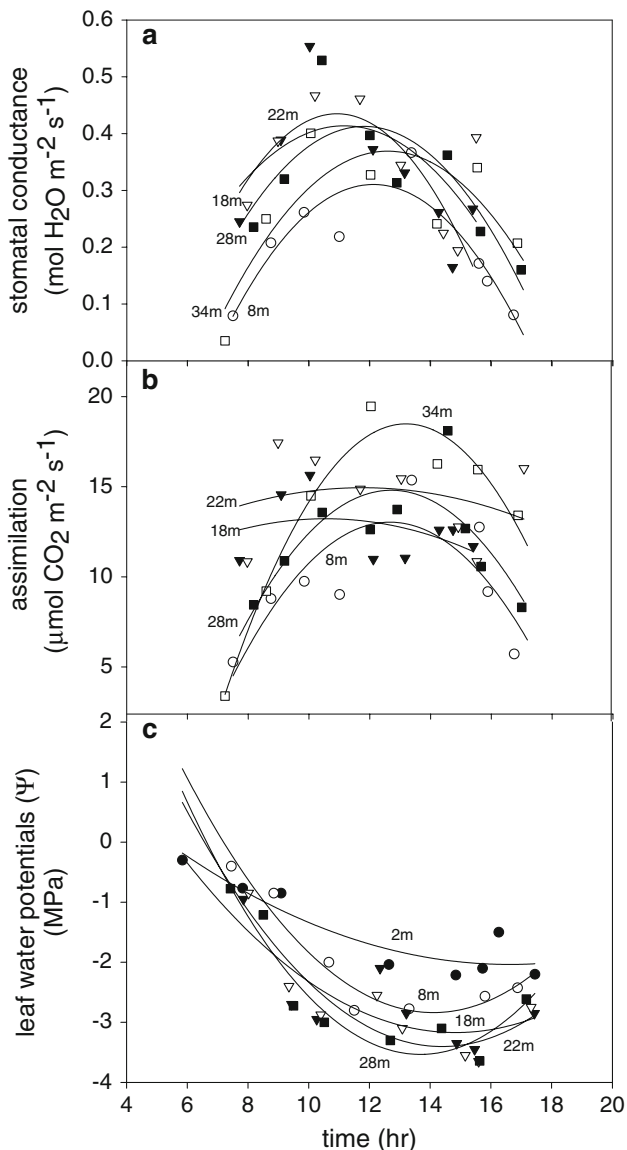 a
0.6
0.5
0.4
0.3
0.2
0.1
0.0
stomatal conductance
(mol H2O m-2 s-1)
22m
18m
28m
34m
8m
b
20
15
10
5
assimilation
(μmol CO2 m-2 s-1)
34m
22m
18m
8m
28m
c
2
1
0
-1
-2
-3
-4
leaf water potentials (Ψ)
(MPa)
2m
8m
18m
22m
28m
4 6 8 10 12 14 16 18 20
time (hr)